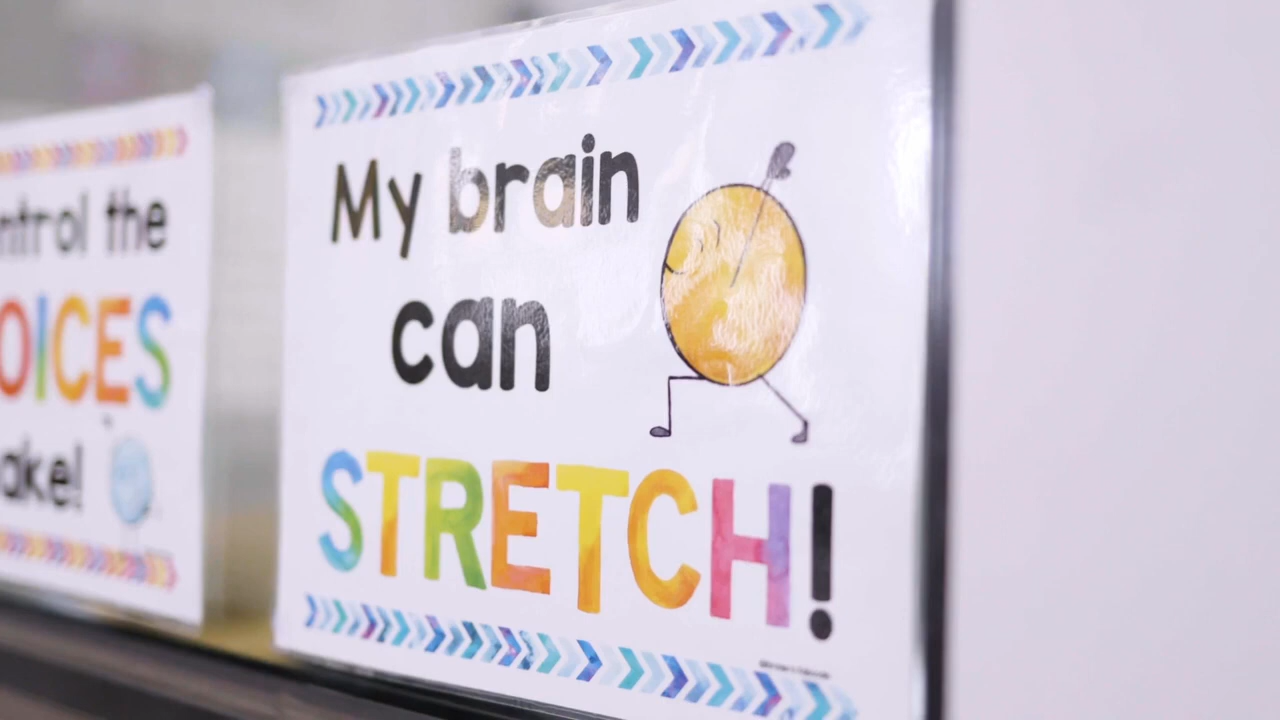 ntrol the
OICES
ake!
My brain
can
STRETCH!